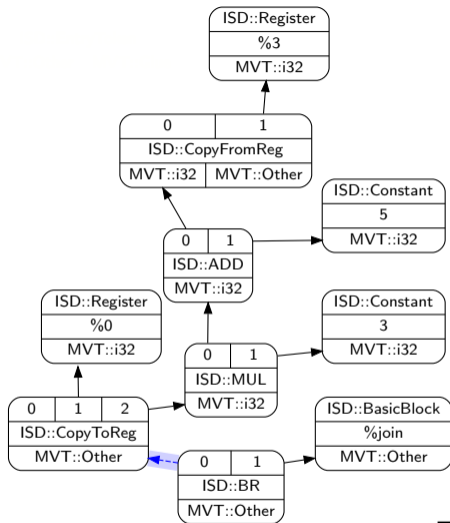 ISD::Register
%3
MVT::i32
0 1
ISD::CopyFromReg
MVT::i32 MVT::Other
ISD::Constant
5
MVT::i32
0 1
ISD::ADD
MVT::i32
ISD::Register
%0
MVT::i32
ISD::Constant
3
MVT::i32
0 1
ISD::MUL
MVT::i32
0 1 2
ISD::CopyToReg
MVT::Other
ISD::BasicBlock
%join
MVT::Other
0 1
ISD::BR
MVT::Other